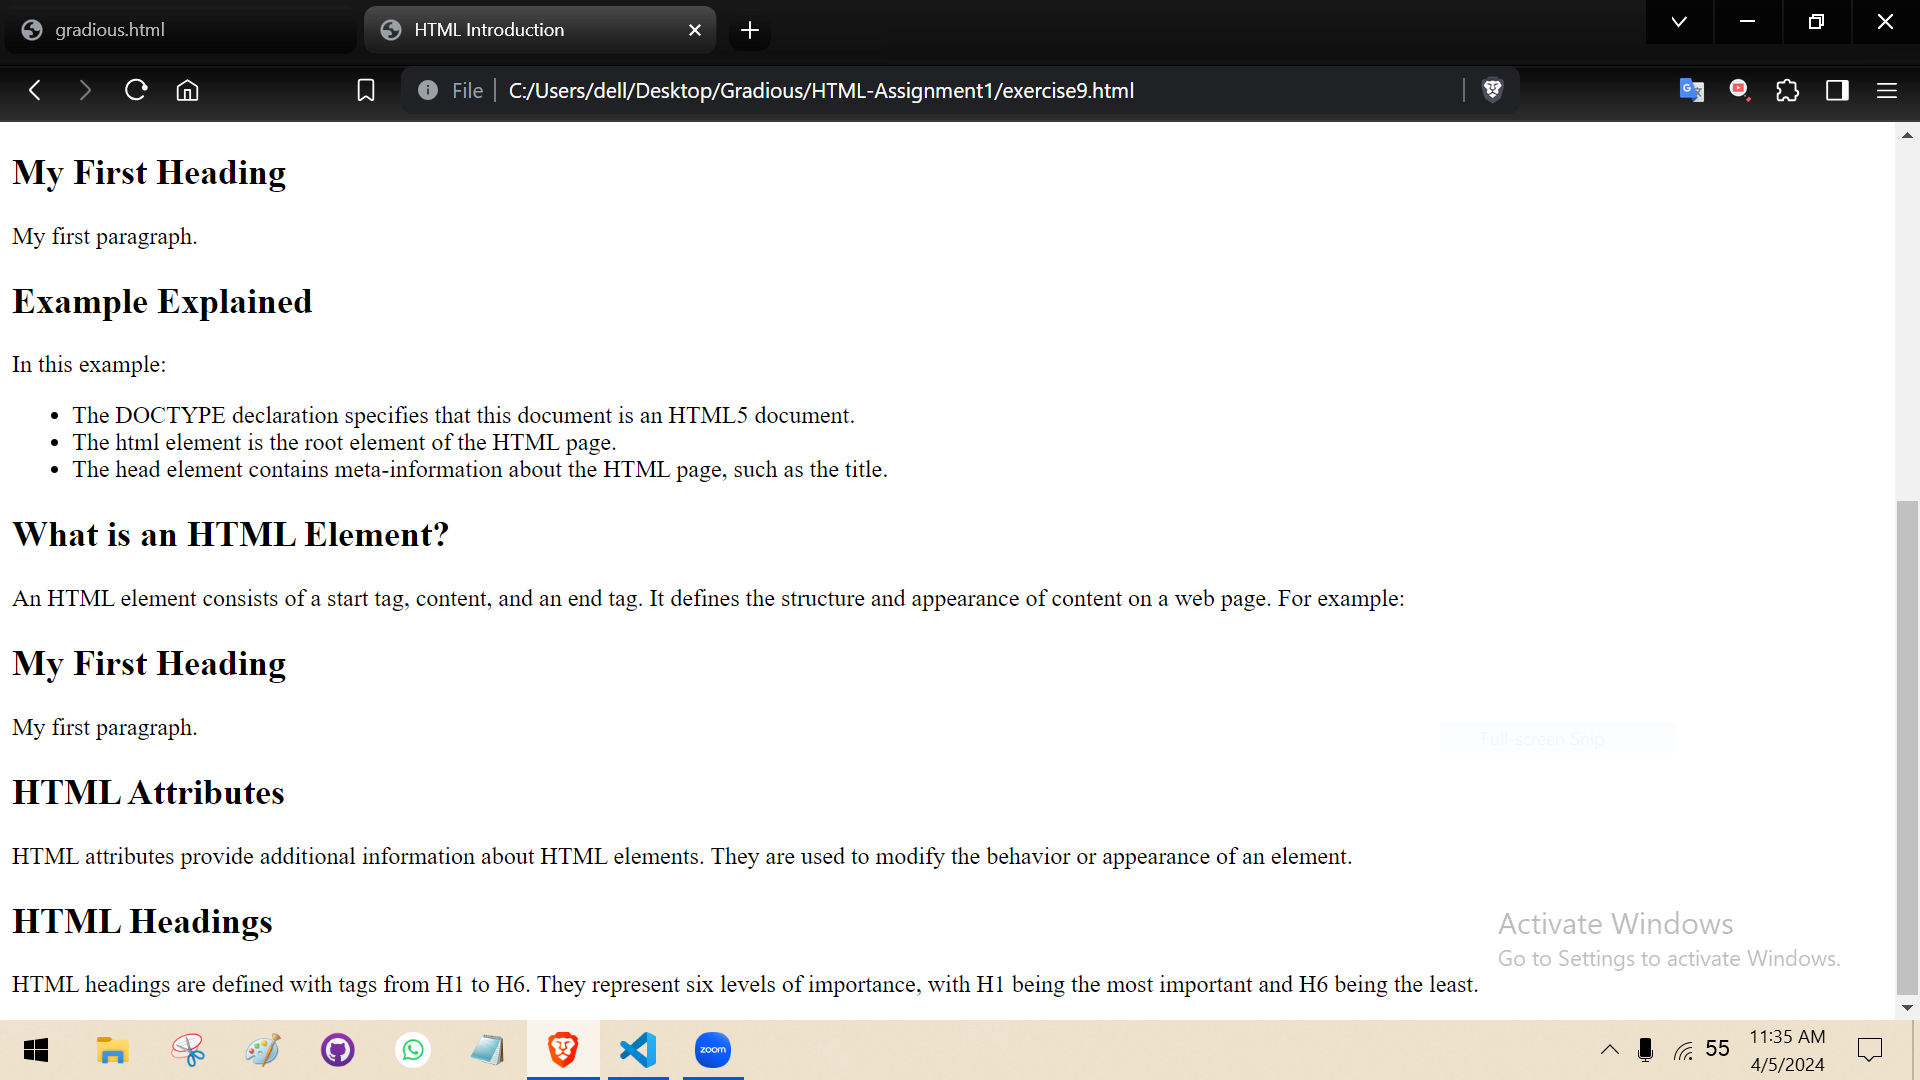 gradious.html
HTML Introduction
File
C:/Users/dell/Desktop/Gradious/HTML-Assignment1/exercise9.html
My First Heading
My first paragraph.
Example Explained
In this example:
The DOCTYPE declaration specifies that this document is an HTML5 document.
The html element is the root element of the HTML page.
The head element contains meta-information about the HTML page, such as the title.
What is an HTML Element?
An HTML element consists of a start tag, content, and an end tag. It defines the structure and appearance of content on a web page. For example:
My First Heading
My first paragraph.
Full-screen Snip
HTML Attributes
HTML attributes provide additional information about HTML elements. They are used to modify the behavior or appearance of an element.
HTML Headings
Activate Windows
Go to Settings to activate Windows.
HTML headings are defined with tags from H1 to H6. They represent six levels of importance, with H1 being the most important and H6 being the least.
zoom
55
11:35 AM
4/5/2024